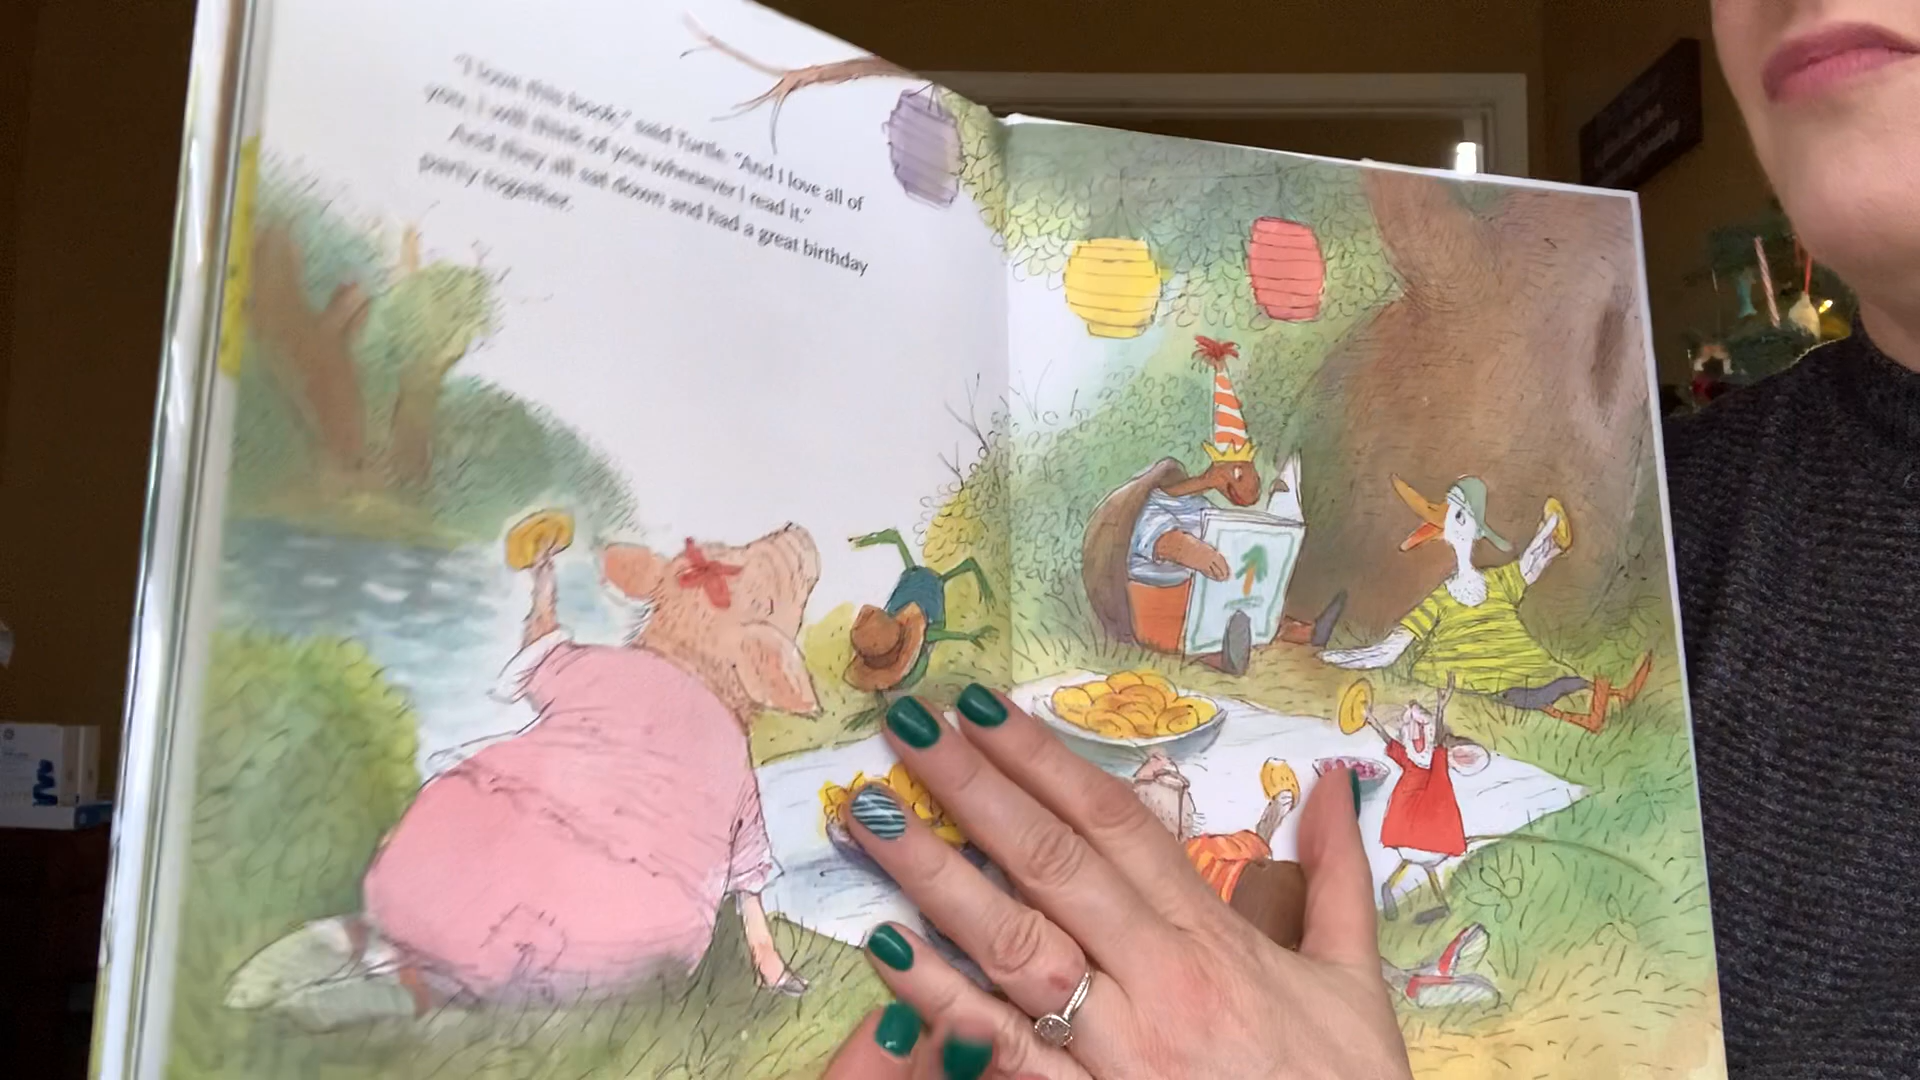 "I love this book," said Turtle. "And I love all of
you. I will think of you whenever I read it."
And they all sat down and had a great birthday
party together.